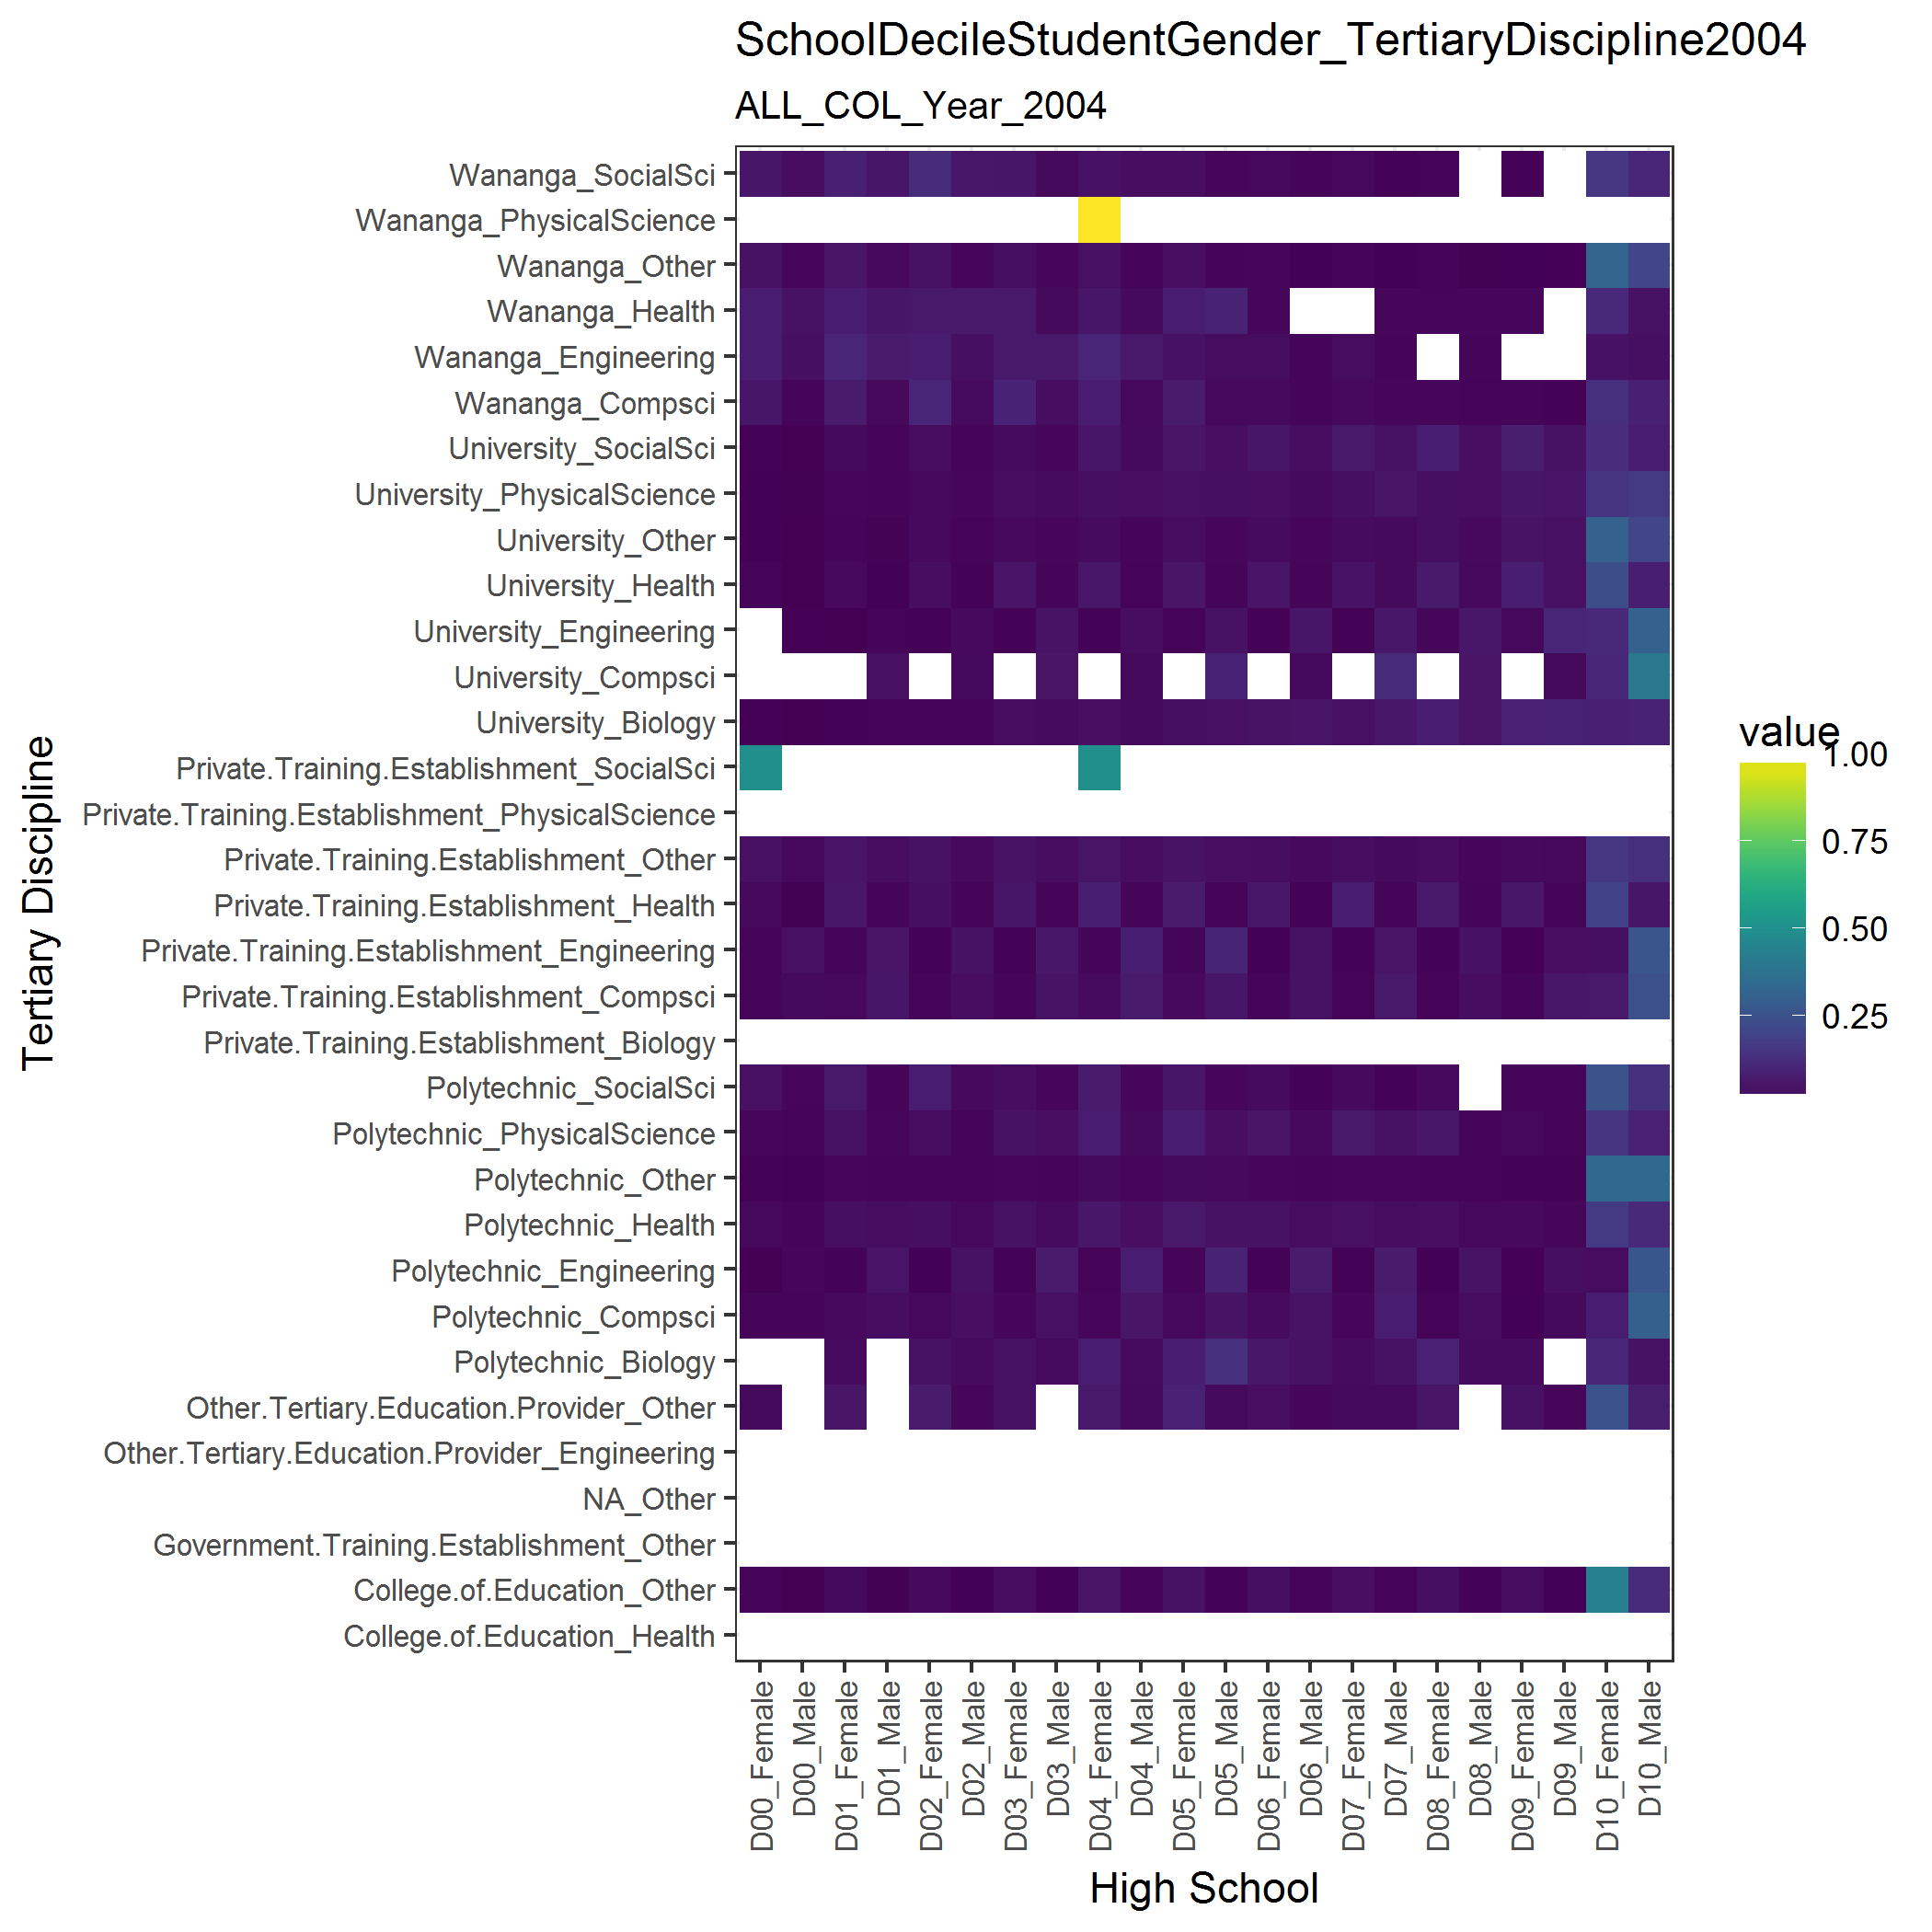 SchoolDecileStudentGender_TertiaryDiscipline2004
ALL_COL_Year_2004
Tertiary Discipline
Wananga_SocialSci
Wananga_PhysicalScience
Wananga_Other
Wananga_Health
Wananga_Engineering
Wananga_Compsci
University_SocialSci
University_PhysicalScience
University_Other
University_Health
University_Engineering
University_Compsci
University_Biology
Private.Training.Establishment_SocialSci
Private.Training.Establishment_PhysicalScience
Private.Training.Establishment_Other
Private.Training.Establishment_Health
Private.Training.Establishment_Engineering
Private.Training.Establishment_Compsci
Private.Training.Establishment_Biology
Polytechnic_SocialSci
Polytechnic_PhysicalScience
Polytechnic_Other
Polytechnic_Health
Polytechnic_Engineering
Polytechnic_Compsci
Polytechnic_Biology
Other.Tertiary.Education.Provider_Other
Other.Tertiary.Education.Provider_Engineering
NA_Other
Government.Training.Establishment_Other
College.of.Education_Other
College.of.Education_Health
D00_Female
D00_Male
D01_Female
D01_Male
D02_Female
D02_Male
D03_Female
D03_Male
D04_Female
D04_Male
D05_Female
D05_Male
D06_Female
D06_Male
D07_Female
D07_Male
D08_Female
D08_Male
D09_Female
D09_Male
D10_Female
D10_Male
High School
value
1.00
0.75
0.50
0.25